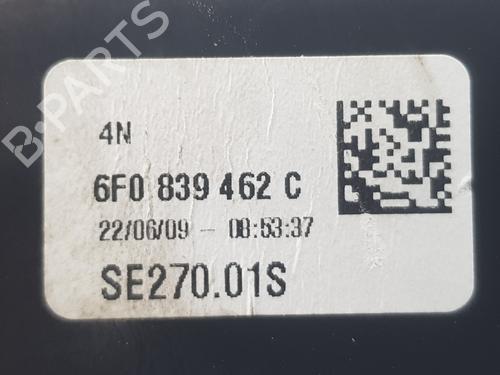 B-PARTS
4N
6F0 839 462 C
22/06/09 - 08:53:37
SE270.01S